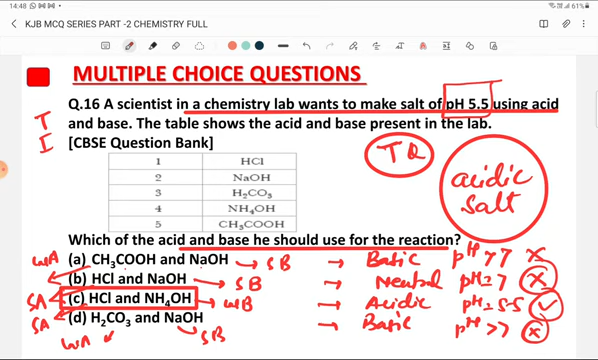 14:48
61%
KJB MCQ SERIES PART -2 CHEMISTRY FULL
MULTIPLE CHOICE QUESTIONS
Q.16 A scientist in a chemistry lab wants to make salt of pH 5.5 using acid
and base. The table shows the acid and base present in the lab.
T
I
[CBSE Question Bank]
TR
acidic
salt
1 HCl
2 NaOH
3 H₂CO₃
4 NH₄OH
5 CH₃COOH
Which of the acid and base he should use for the reaction?
WA (a) CH₃COOH and NaOH → SB → Basic pH > 7 ×
(b) HCl and NaOH → SB → Neutral pH = 7 ×
SA (c) HCl and NH₄OH → WB → Acidic pH = 5.5 ✓
SA (d) H₂CO₃ and NaOH → Basic pH > 7 ×
WA SB